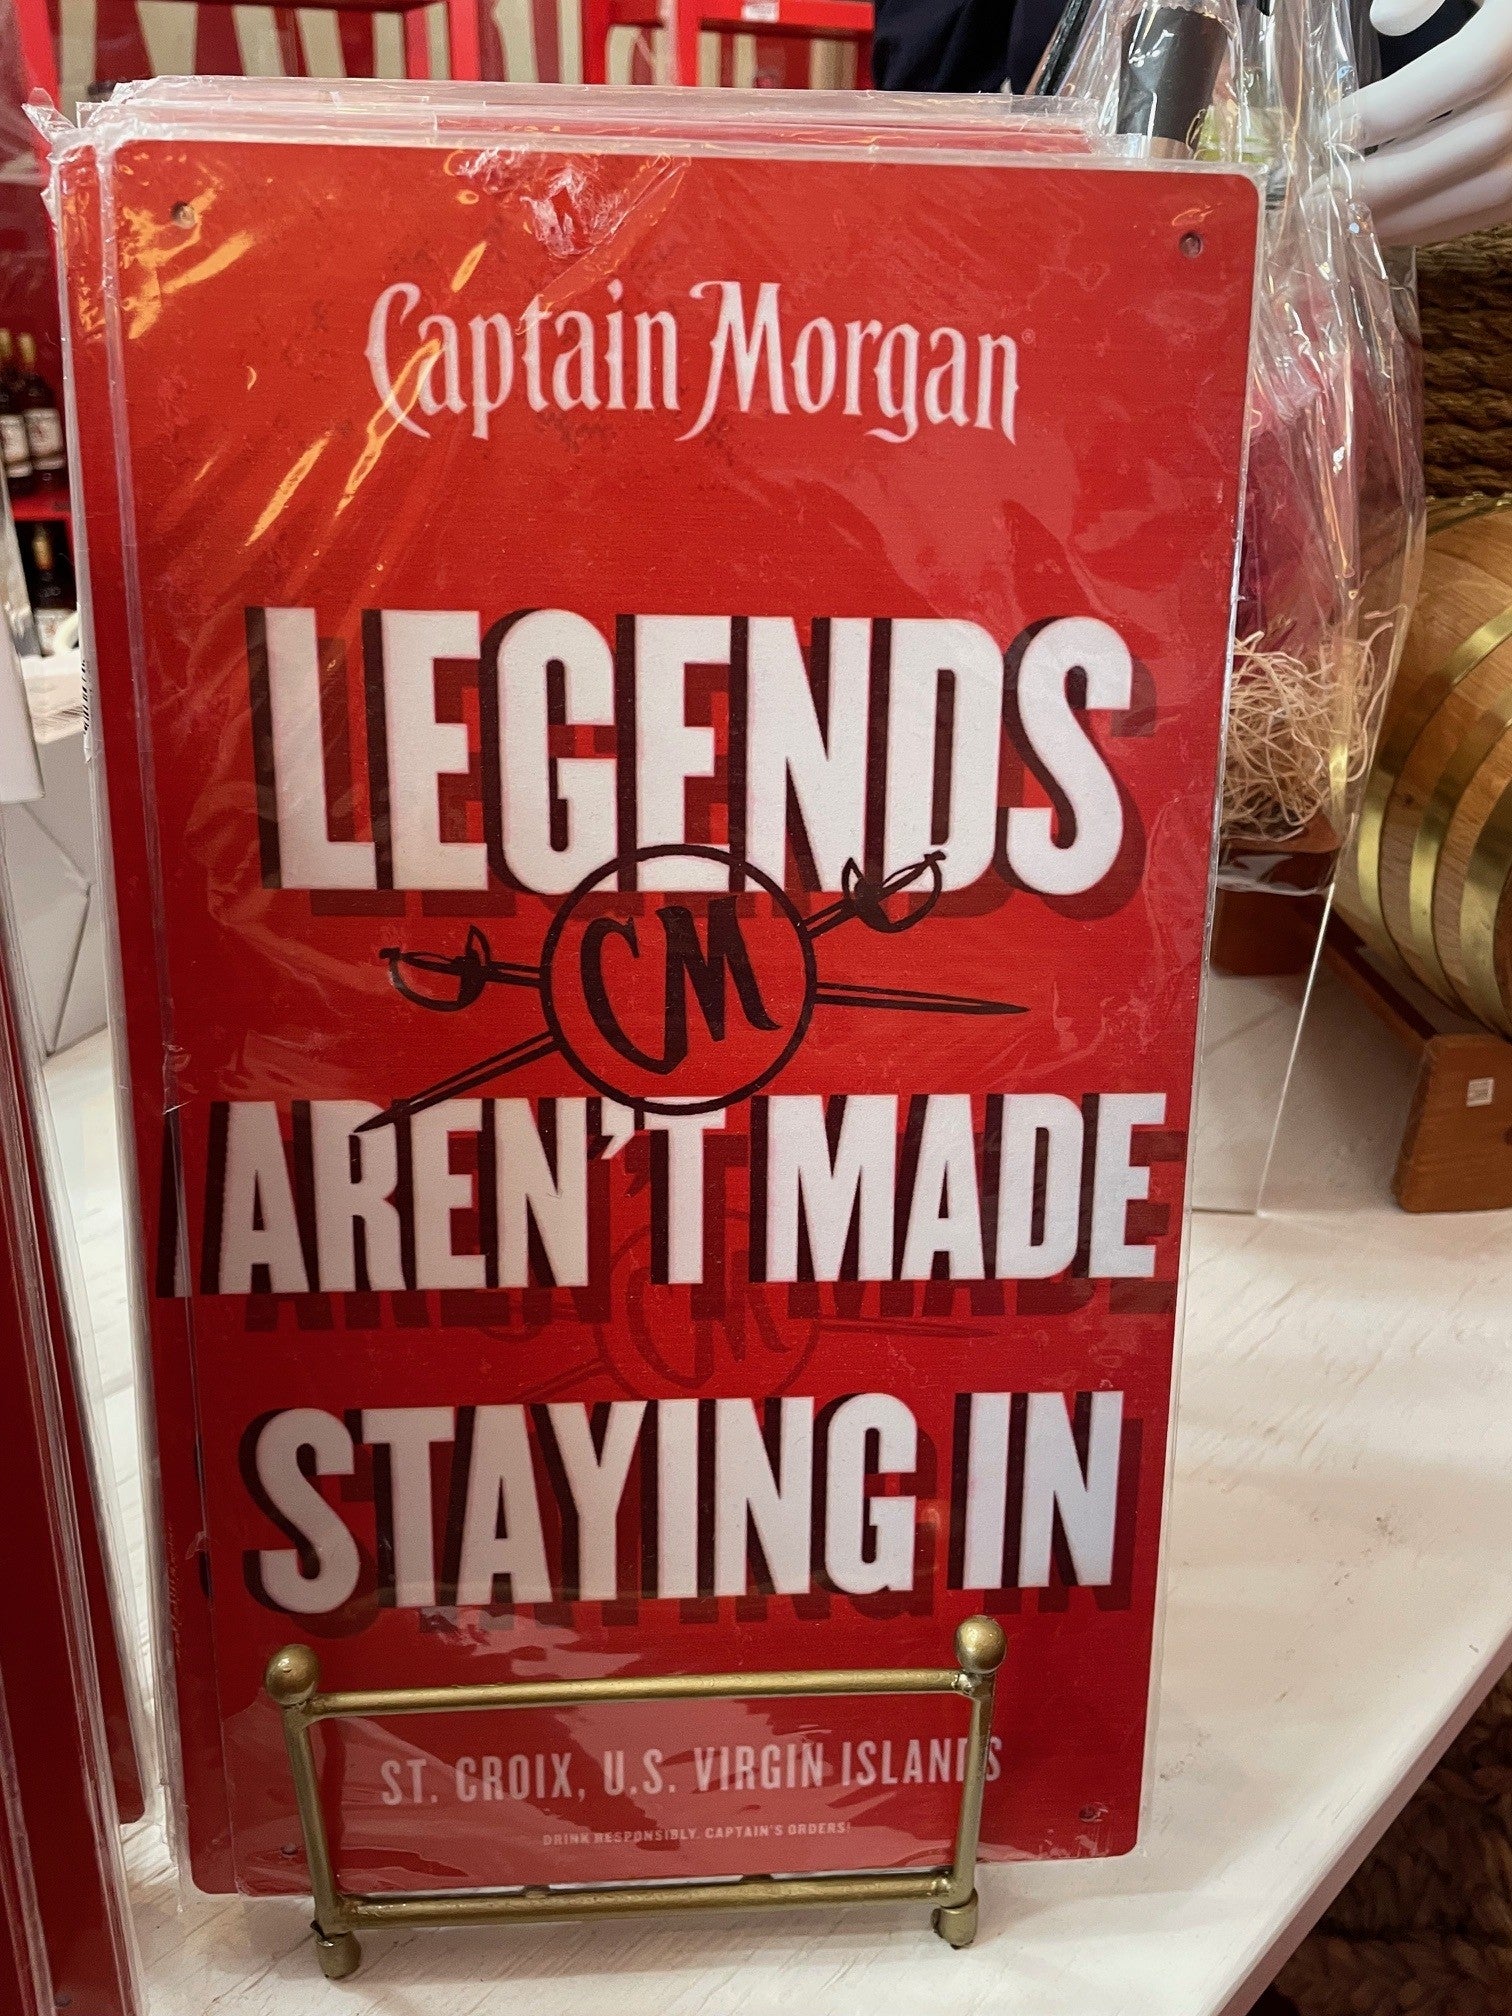 Captain Morgan
LEGENDS
CM
AREN'T MADE
STAYING IN
ST. CROIX, U.S. VIRGIN ISLANDS
DRINK RESPONSIBLY. CAPTAIN'S ORDERS!